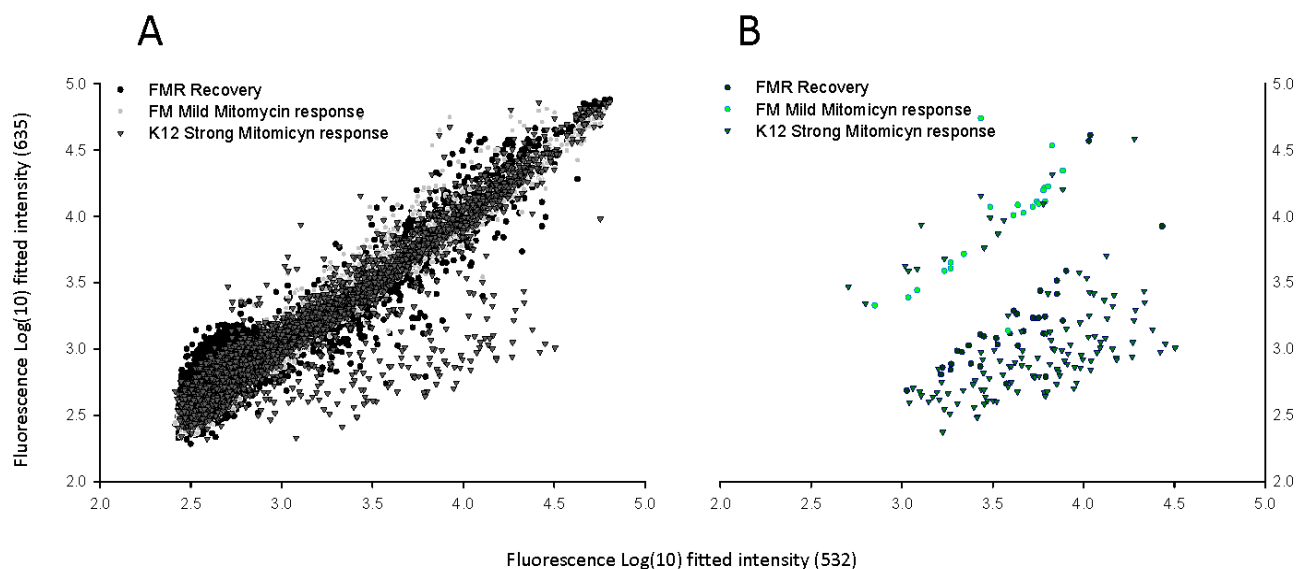 A
B
5.0
4.5
4.0
3.5
3.0
2.5
2.0
FMR Recovery
FM Mild Mitomycin response
K12 Strong Mitomicyn response
FMR Recovery
FM Mild Mitomicyn response
K12 Strong Mitomicyn response
5.0
4.5
4.0
3.5
3.0
2.5
2.0
Fluorescence Log(10) fitted intensity (635)
2.0 2.5 3.0 3.5 4.0 4.5 5.0
2.0 3.0 3.5 4.0 4.5 5.0
Fluorescence Log(10) fitted intensity (532)